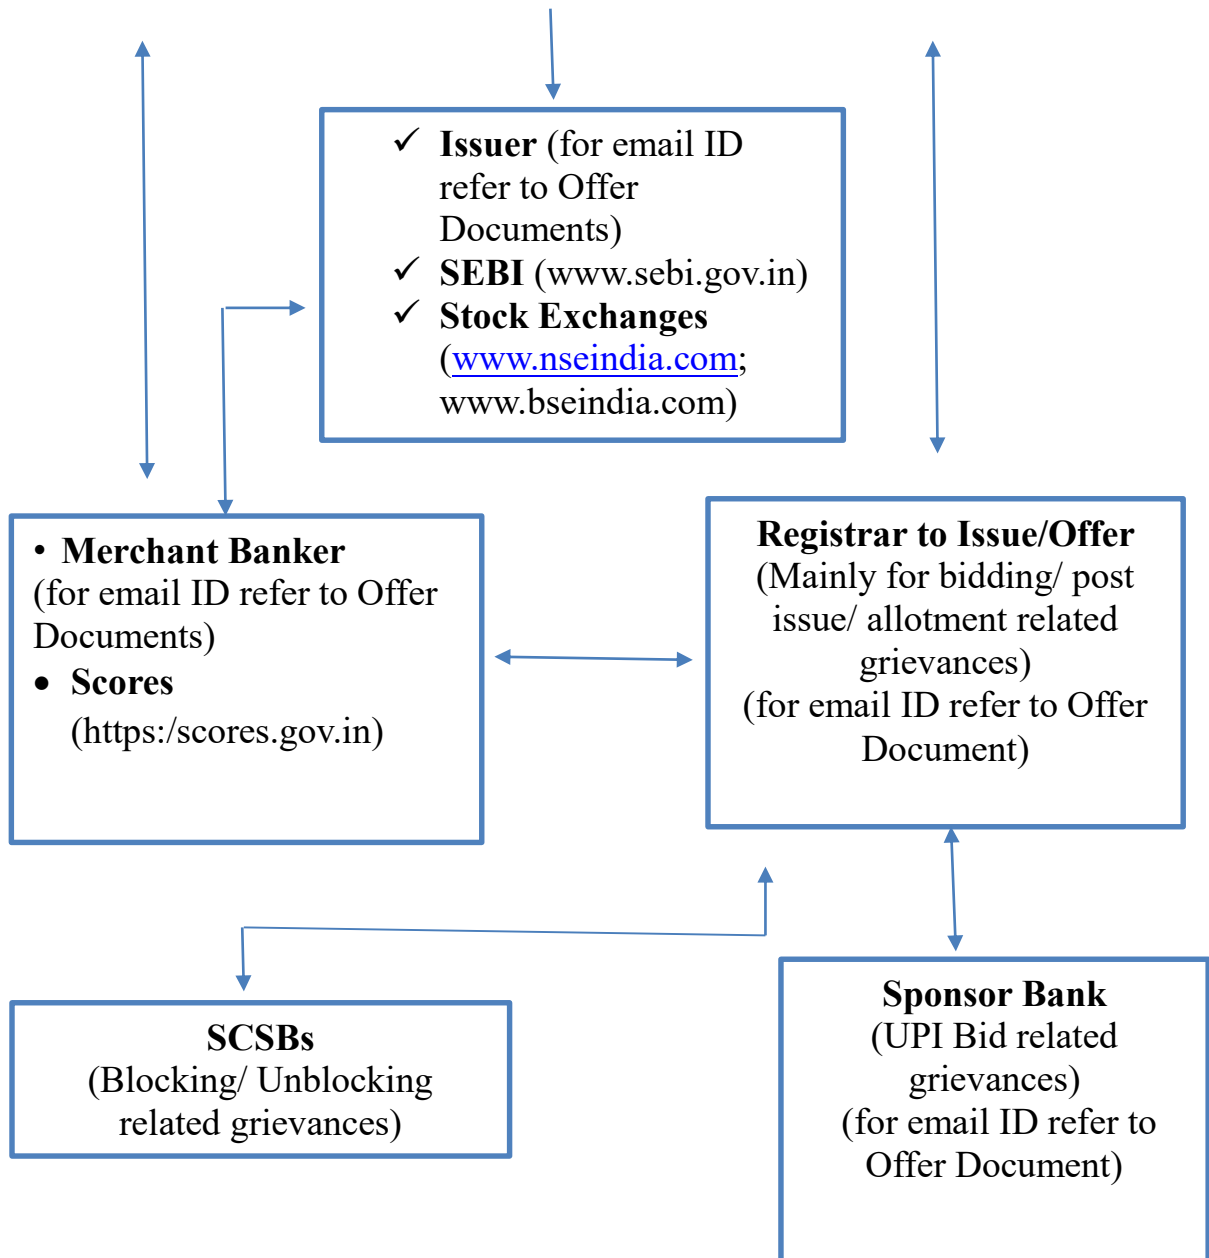 ✓ Issuer (for email ID
refer to Offer
Documents)
✓ SEBI (www.sebi.gov.in)
✓ Stock Exchanges
(www.nseindia.com;
www.bseindia.com)
• Merchant Banker
(for email ID refer to Offer
Documents)
• Scores
(https:/scores.gov.in)
Registrar to Issue/Offer
(Mainly for bidding/ post
issue/ allotment related
grievances)
(for email ID refer to Offer
Document)
SCSBs
(Blocking/ Unblocking
related grievances)
Sponsor Bank
(UPI Bid related
grievances)
(for email ID refer to
Offer Document)